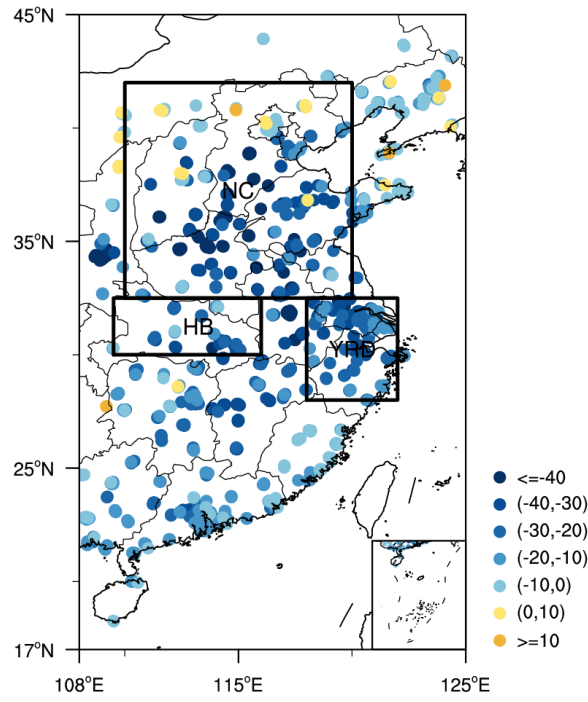 45°N
NC
35°N
HB
YRD
25°N
<=-40
(-40,-30)
(-30,-20)
(-20,-10)
(-10,0)
(0,10)
>=10
17°N
108°E
115°E
125°E